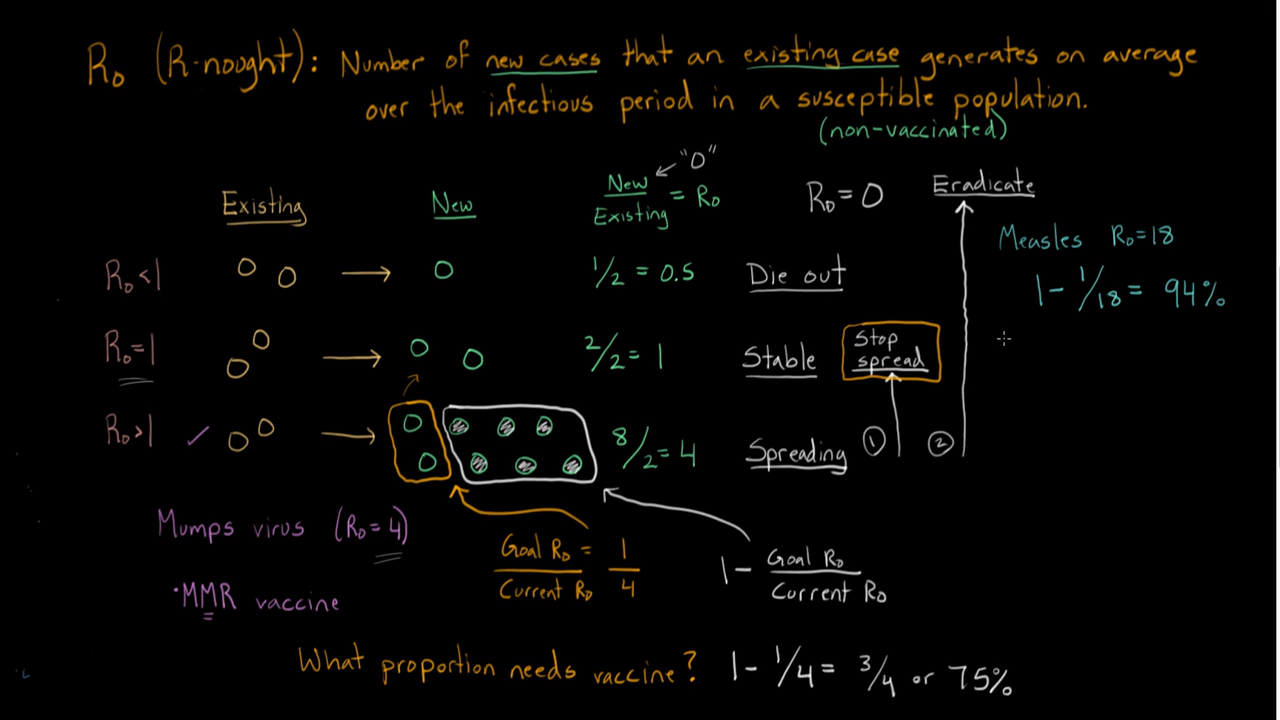 R₀ (R-nought): Number of new cases that an existing case generates on average
over the infectious period in a susceptible population.
(non-vaccinated)
Existing
New
New
Existing
= R₀
"0"
R₀ = 0
Eradicate
Measles R₀=18
1 - 1/18 = 94%
R₀<1
1/2 = 0.5
Die out
R₀=1
2/2 = 1
Stable
Stop
spread
R₀>1
8/2 = 4
Spreading
1
2
Mumps virus (R₀=4)
·MMR vaccine
Goal R₀ = 1
Current R₀ 4
1 - Goal R₀
Current R₀
What proportion needs vaccine? 1 - 1/4 = 3/4 or 75%